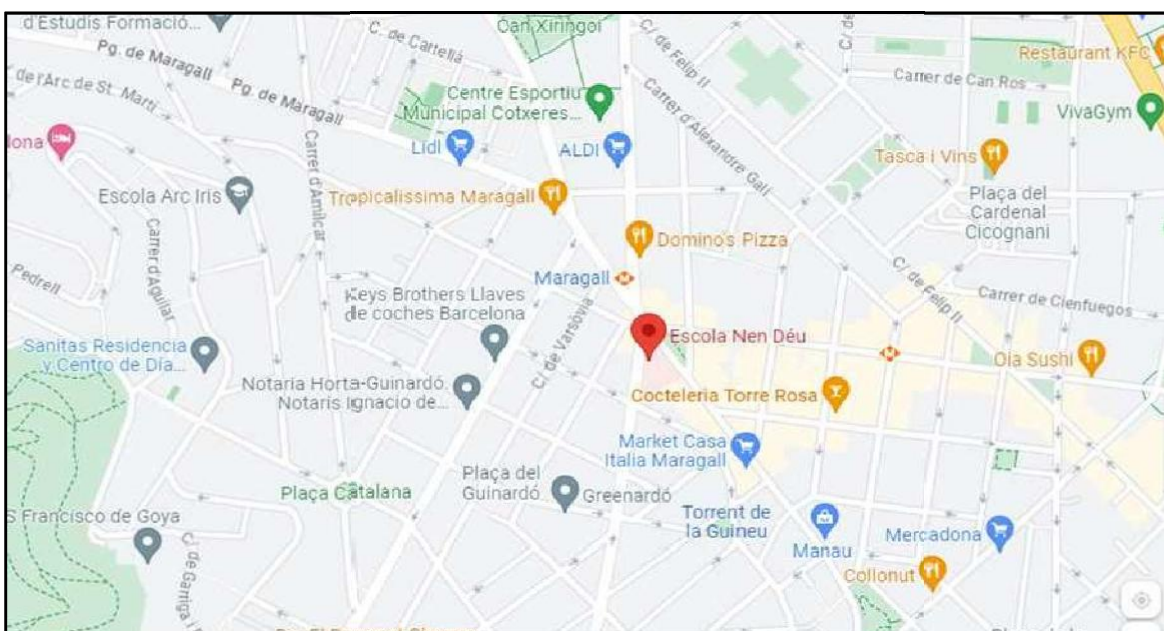 d'Estudis Formació...
Can Xiringoi
C. de Cartellà
C/ de Felip II
C/ de
Restaurant KFC
Pg. de Maragall
Pg. de Maragall
de l'Arc de St. Martí
Centre Esportiu
Municipal Cotxeres...
Carrer d'Alexandre Galí
Carrer de Can Ros
VivaGym
lona
Lidl
ALDI
Tasca i Vins
Escola Arc Iris
Carrer d'Amílcar
Tropicalissima Maragall
Plaça del
Cardenal
Cicognani
Carrer d'Aguilar
Domino's Pizza
Pedrell
Maragall
C/ de Felip II
Carrer de Cienfuegos
Keys Brothers Llaves
de coches Barcelona
C/ de Varsòvia
Escola Nen Déu
Sanitas Residencia
y Centro de Día...
Oia Sushi
Notaria Horta-Guinardó.
Notaris Ignacio de...
Cocteleria Torre Rosa
Market Casa
Italia Maragall
Plaça del
Guinardó
Greenardó
Plaça Catalana
Torrent de
la Guineu
S Francisco de Goya
Manau
Mercadona
C/ de Garriga i
Collonut